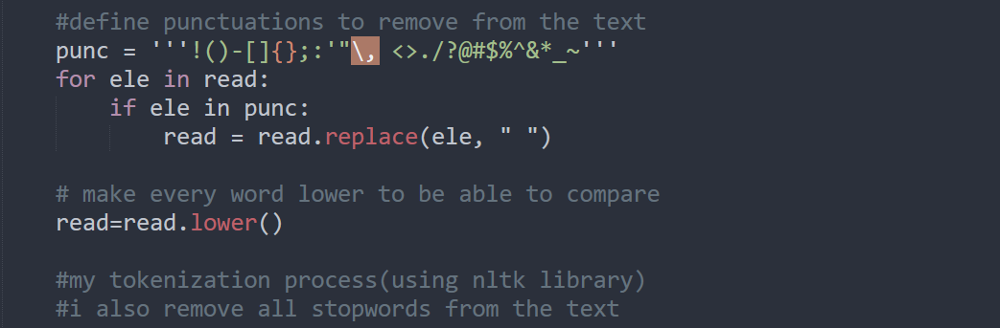 #define punctuations to remove from the text
punc = '''!()-[]{};:'"\, <>./?@#$%^&*_~'''
for ele in read:
    if ele in punc:
        read = read.replace(ele, " ")
# make every word lower to be able to compare
read=read.lower()
#my tokenization process(using nltk library)
#i also remove all stopwords from the text